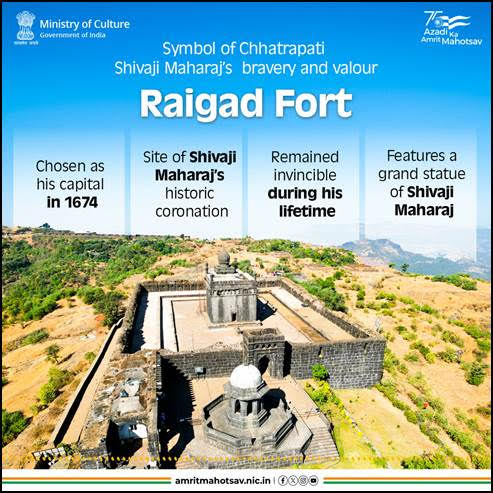 Ministry of Culture
Government of India
75
Azadi Ka
Amrit Mahotsav
Symbol of Chhatrapati
Shivaji Maharaj's bravery and valour
Raigad Fort
Chosen as
his capital
in 1674
Site of Shivaji
Maharaj's
historic
coronation
Remained
invincible
during his
lifetime
Features a
grand statue
of Shivaji
Maharaj
amritmahotsav.nic.in